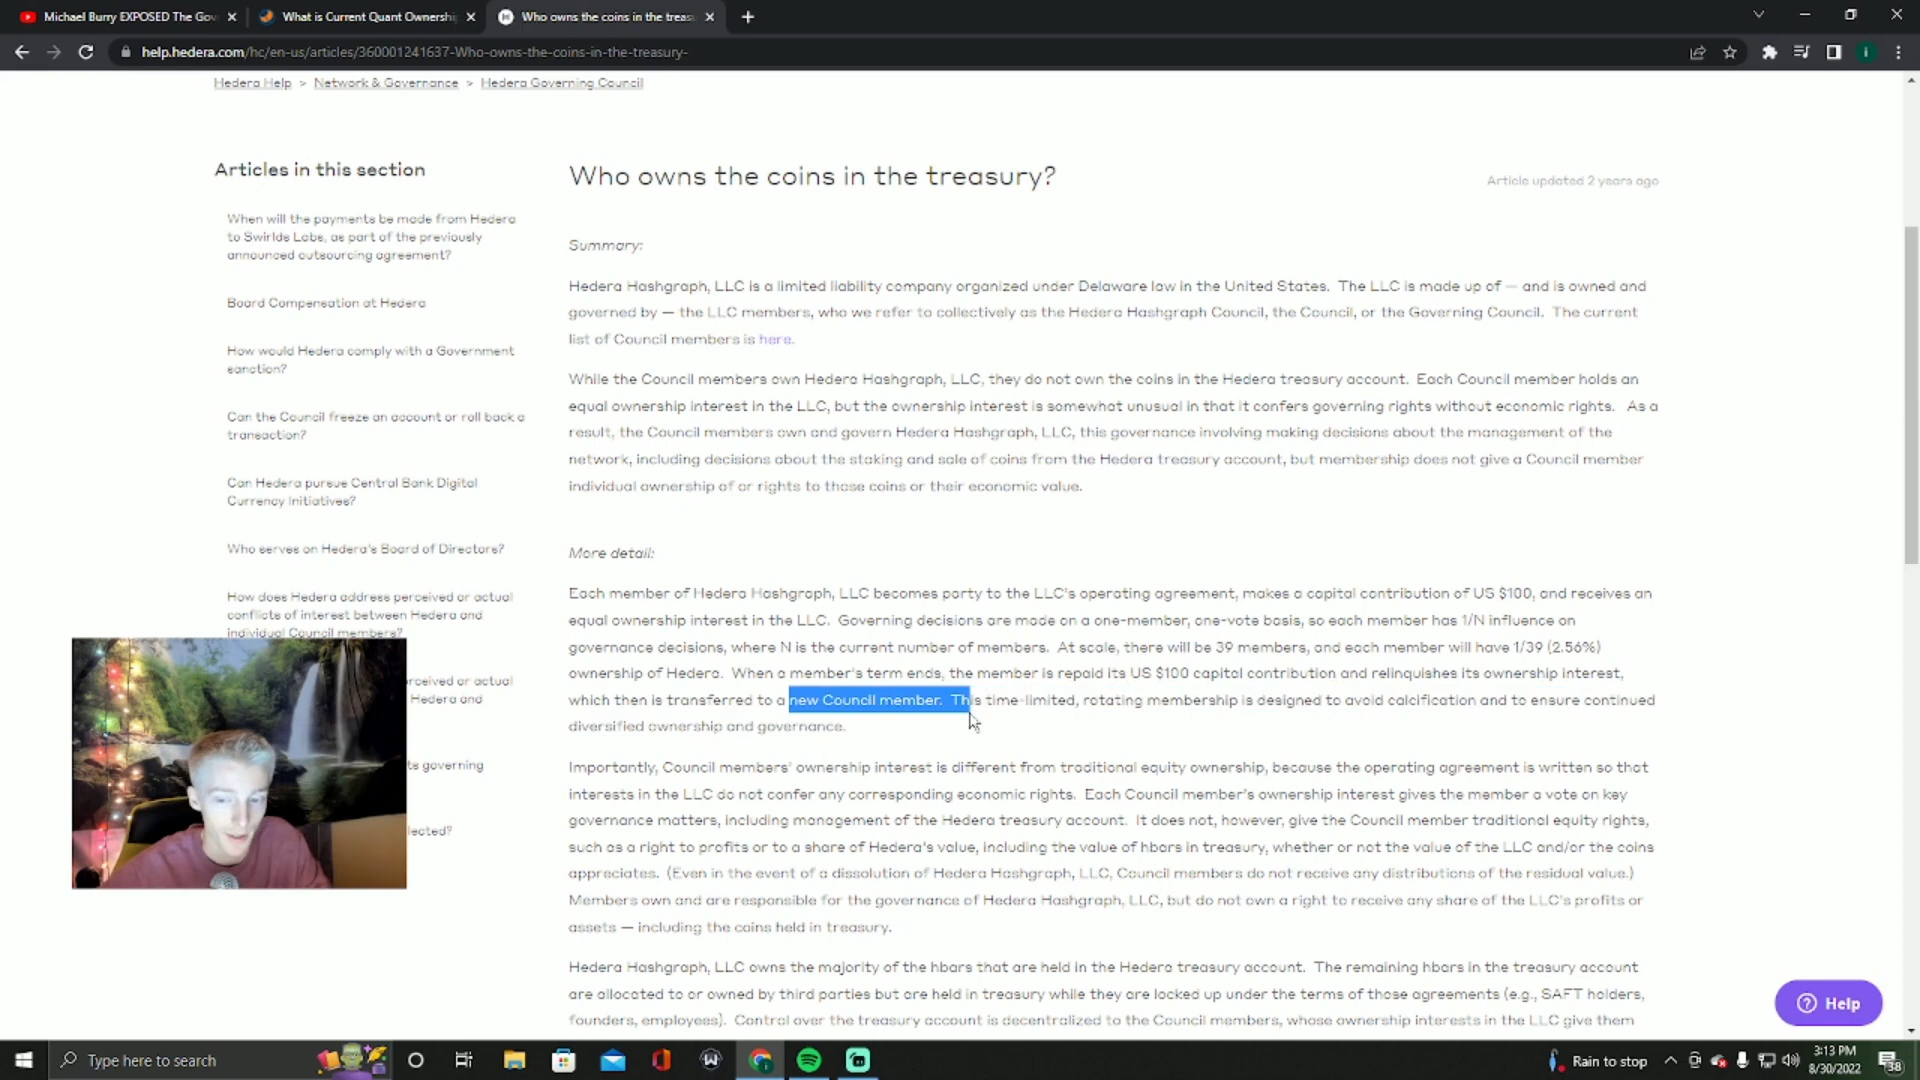 Michael Burry EXPOSED The Gov
What is Current Quant Ownership
Who owns the coins in the treas
help.hedera.com/hc/en-us/articles/360001241637-Who-owns-the-coins-in-the-treasury-
Hedera Help > Network & Governance > Hedera Governing Council
Articles in this section
When will the payments be made from Hedera
to Swirlds Labs, as part of the previously
announced outsourcing agreement?
Board Compensation at Hedera
How would Hedera comply with a Government
sanction?
Can the Council freeze an account or roll back a
transaction?
Can Hedera pursue Central Bank Digital
Currency Initiatives?
Who serves on Hedera's Board of Directors?
How does Hedera address perceived or actual
conflicts of interest between Hedera and
individual Council members?
rceived or actual
Hedera and
ts governing
lected?
Who owns the coins in the treasury?
Article updated 2 years ago
Summary:
Hedera Hashgraph, LLC is a limited liability company organized under Delaware law in the United States. The LLC is made up of — and is owned and
governed by — the LLC members, who we refer to collectively as the Hedera Hashgraph Council, the Council, or the Governing Council. The current
list of Council members is here.
While the Council members own Hedera Hashgraph, LLC, they do not own the coins in the Hedera treasury account. Each Council member holds an
equal ownership interest in the LLC, but the ownership interest is somewhat unusual in that it confers governing rights without economic rights. As a
result, the Council members own and govern Hedera Hashgraph, LLC, this governance involving making decisions about the management of the
network, including decisions about the staking and sale of coins from the Hedera treasury account, but membership does not give a Council member
individual ownership of or rights to those coins or their economic value.
More detail:
Each member of Hedera Hashgraph, LLC becomes party to the LLC's operating agreement, makes a capital contribution of US $100, and receives an
equal ownership interest in the LLC. Governing decisions are made on a one-member, one-vote basis, so each member has 1/N influence on
governance decisions, where N is the current number of members. At scale, there will be 39 members, and each member will have 1/39 (2.56%)
ownership of Hedera. When a member's term ends, the member is repaid its US $100 capital contribution and relinquishes its ownership interest,
which then is transferred to a new Council member. This time-limited, rotating membership is designed to avoid calcification and to ensure continued
diversified ownership and governance.
Importantly, Council members' ownership interest is different from traditional equity ownership, because the operating agreement is written so that
interests in the LLC do not confer any corresponding economic rights. Each Council member's ownership interest gives the member a vote on key
governance matters, including management of the Hedera treasury account. It does not, however, give the Council member traditional equity rights,
such as a right to profits or to a share of Hedera's value, including the value of hbars in treasury, whether or not the value of the LLC and/or the coins
appreciates. (Even in the event of a dissolution of Hedera Hashgraph, LLC, Council members do not receive any distributions of the residual value.)
Members own and are responsible for the governance of Hedera Hashgraph, LLC, but do not own a right to receive any share of the LLC's profits or
assets — including the coins held in treasury.
Hedera Hashgraph, LLC owns the majority of the hbars that are held in the Hedera treasury account. The remaining hbars in the treasury account
are allocated to or owned by third parties but are held in treasury while they are locked up under the terms of those agreements (e.g., SAFT holders,
founders, employees). Control over the treasury account is decentralized to the Council members, whose ownership interests in the LLC give them
Help
Type here to search
Rain to stop
3:13 PM
8/30/2022
38